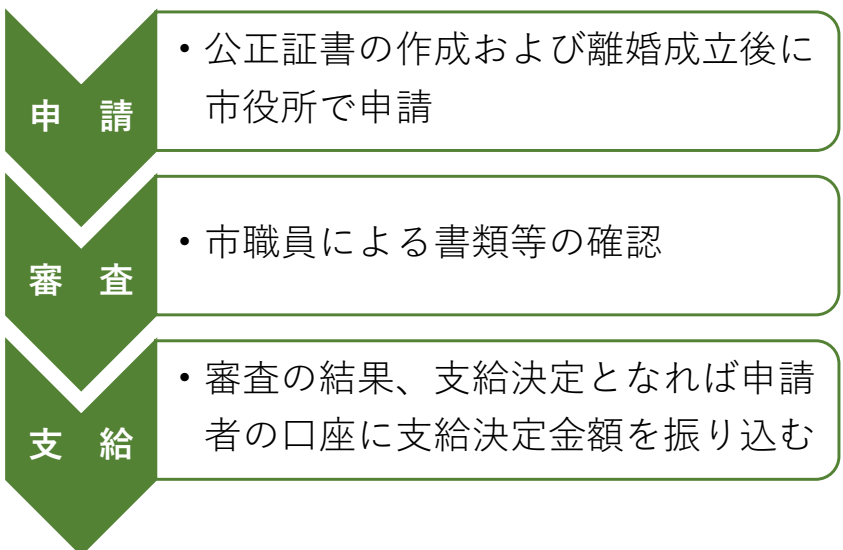 申 請
• 公正証書の作成および離婚成立後に
市役所で申請
審 査
• 市職員による書類等の確認
支 給
• 審査の結果、支給決定となれば申請
者の口座に支給決定金額を振り込む